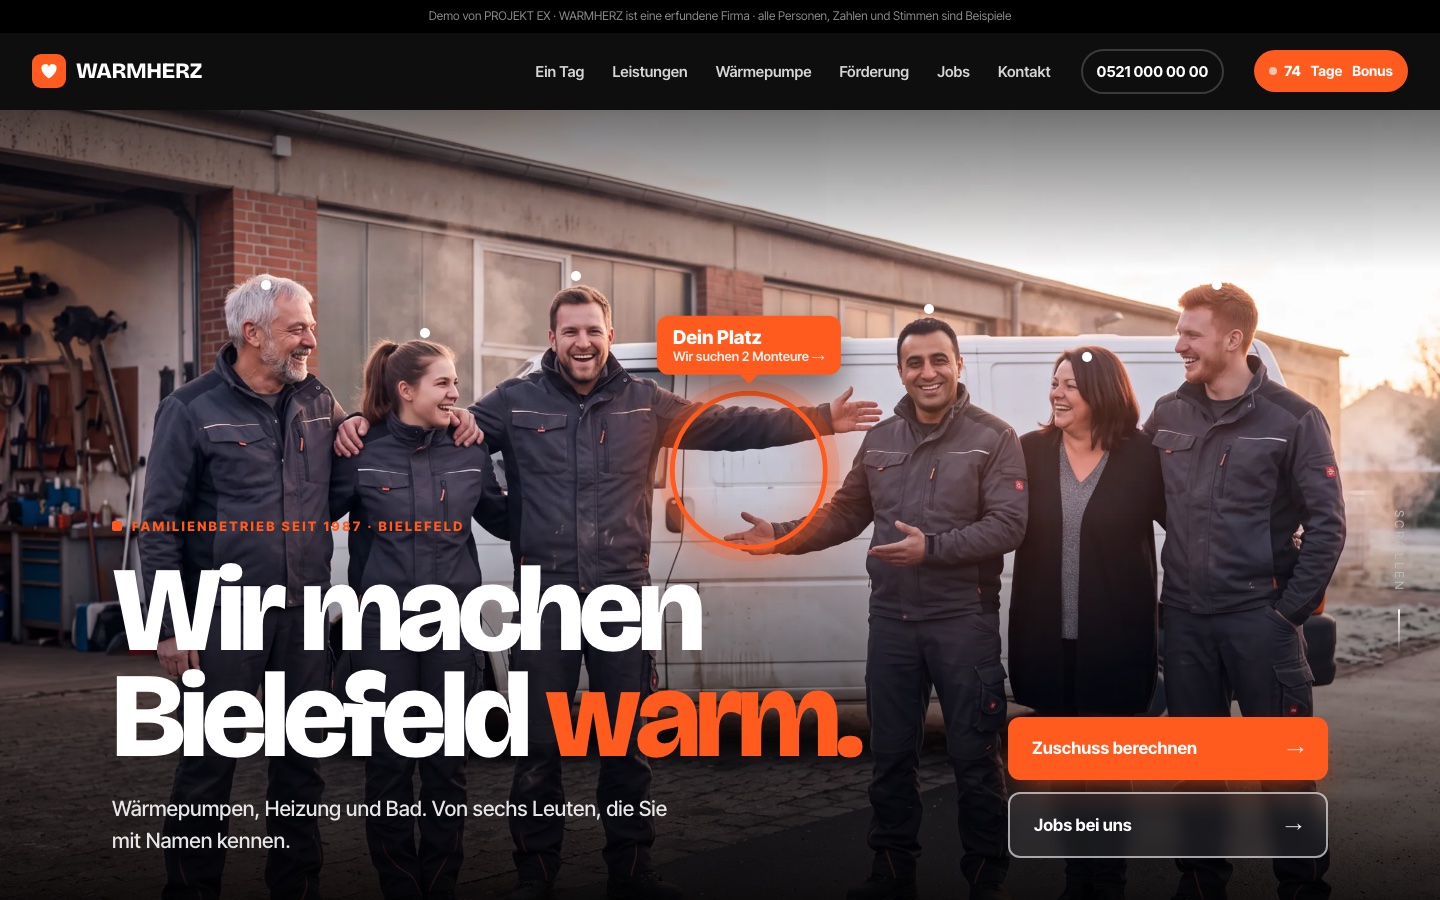 Demo von PROJEKT EX · WARMHERZ ist eine erfundene Firma · alle Personen, Zahlen und Stimmen sind Beispiele
WARMHERZ
Ein Tag
Leistungen
Wärmepumpe
Förderung
Jobs
Kontakt
0521 000 00 00
74 Tage Bonus
Dein Platz
Wir suchen 2 Monteure →
FAMILIENBETRIEB SEIT 1987 · BIELEFELD
Wir machen
Bielefeld warm.
Wärmepumpen, Heizung und Bad. Von sechs Leuten, die Sie
mit Namen kennen.
Zuschuss berechnen →
Jobs bei uns →